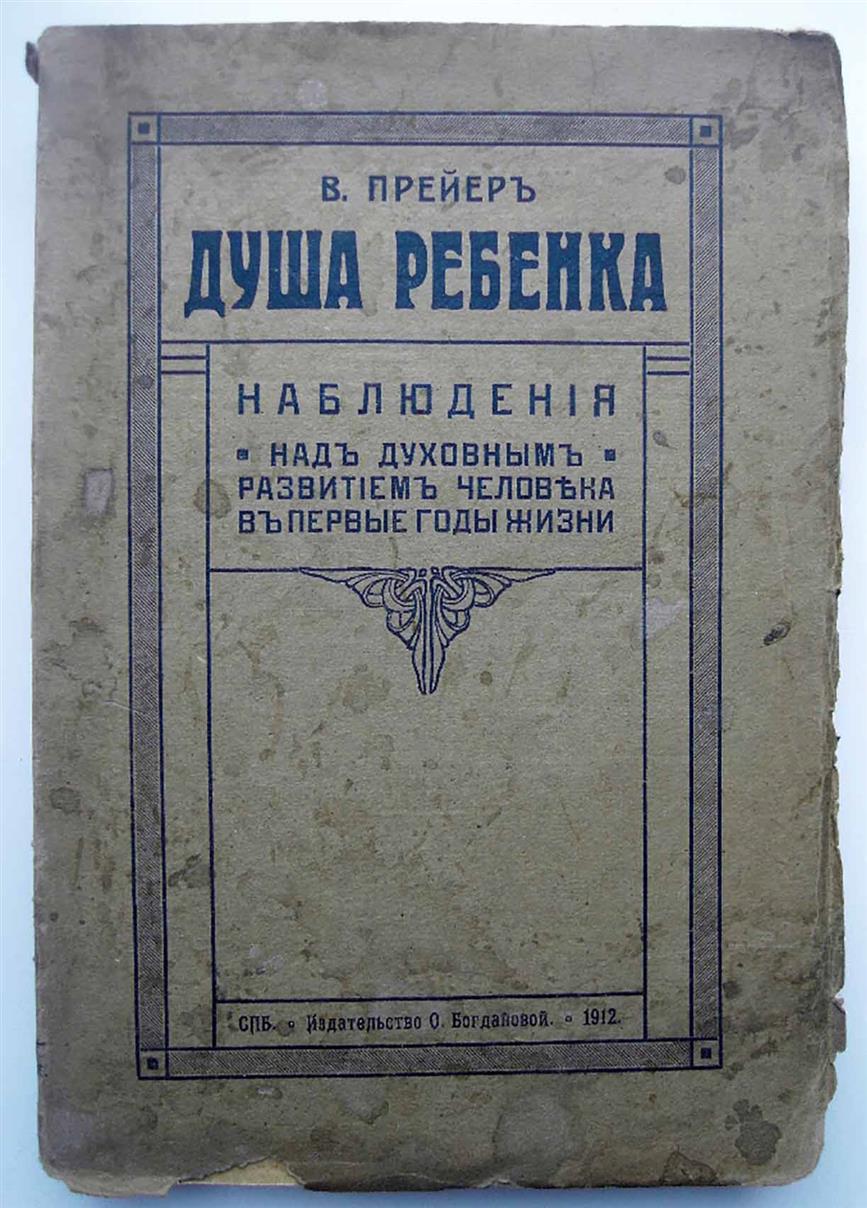 В. ПРЕЙЕРЪ
ДУША РЕБЕНКА
НАБЛЮДЕНІЯ
▪ НАДЪ ДУХОВНЫМЪ ▪
РАЗВИТІЕМЪ ЧЕЛОВѢКА
ВЪ ПЕРВЫЕ ГОДЫ ЖИЗНИ
СПБ. ▫ Издательство О. Богдановой. ▫ 1912.